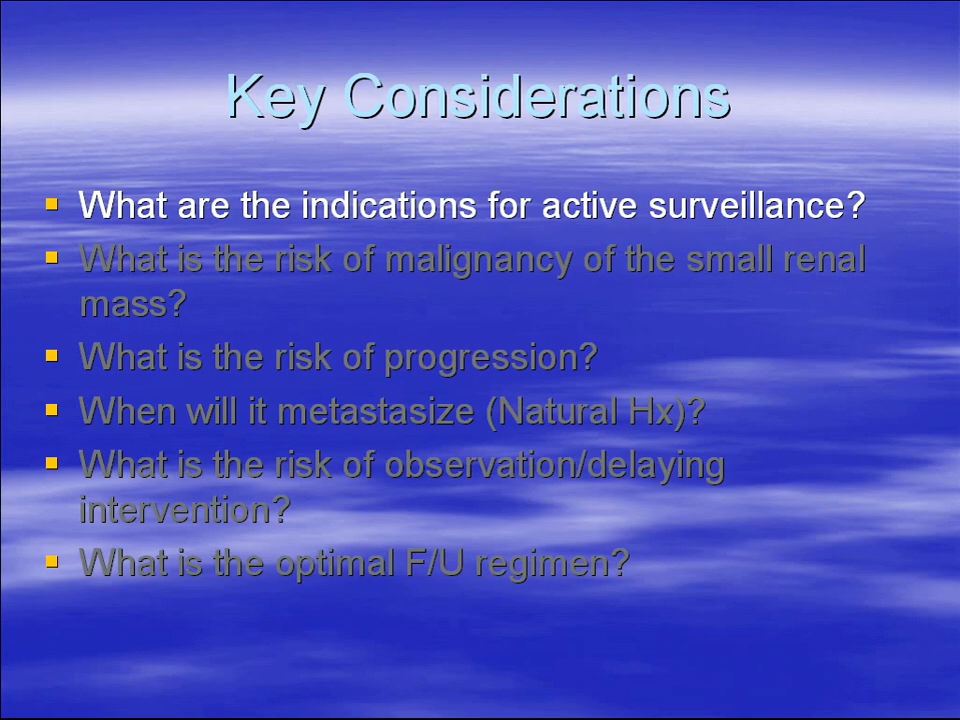 Key Considerations
What are the indications for active surveillance?
What is the risk of malignancy of the small renal
mass?
What is the risk of progression?
When will it metastasize (Natural Hx)?
What is the risk of observation/delaying
intervention?
What is the optimal F/U regimen?